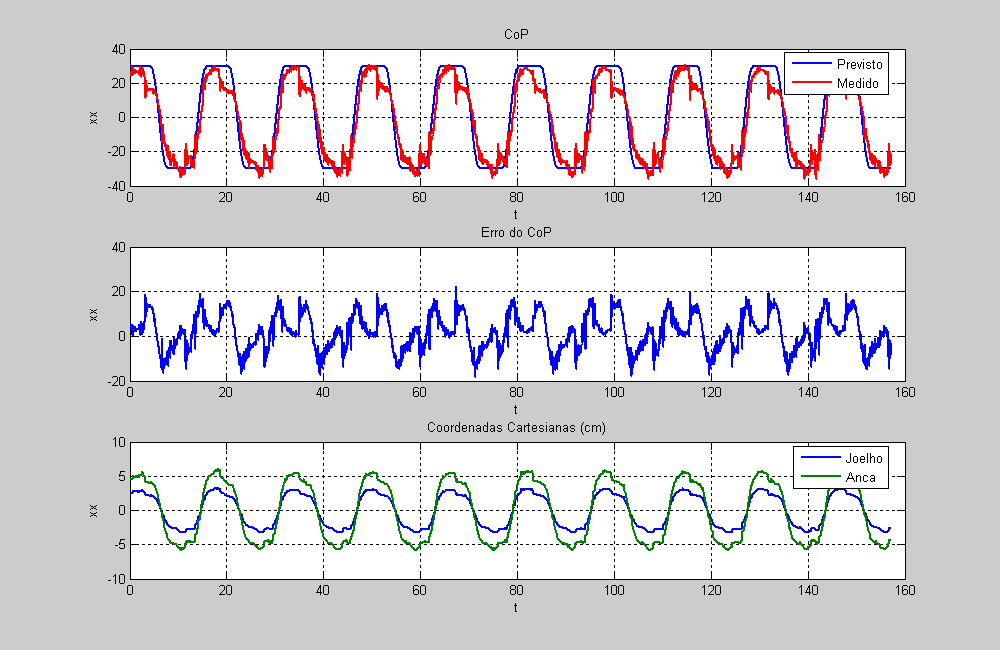 CoP
40
20
0
-20
-40
xx
0 20 40 60 80 100 120 140 160
t
Previsto
Medido
Erro do CoP
40
20
0
-20
xx
0 20 40 60 80 100 120 140 160
t
Coordenadas Cartesianas (cm)
10
5
0
-5
-10
xx
0 20 40 60 80 100 120 140 160
t
Joelho
Anca